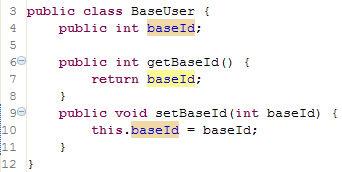 3 public class BaseUser {
4     public int baseId;
5
6     public int getBaseId() {
7         return baseId;
8     }
9     public void setBaseId(int baseId) {
10         this.baseId = baseId;
11     }
12 }